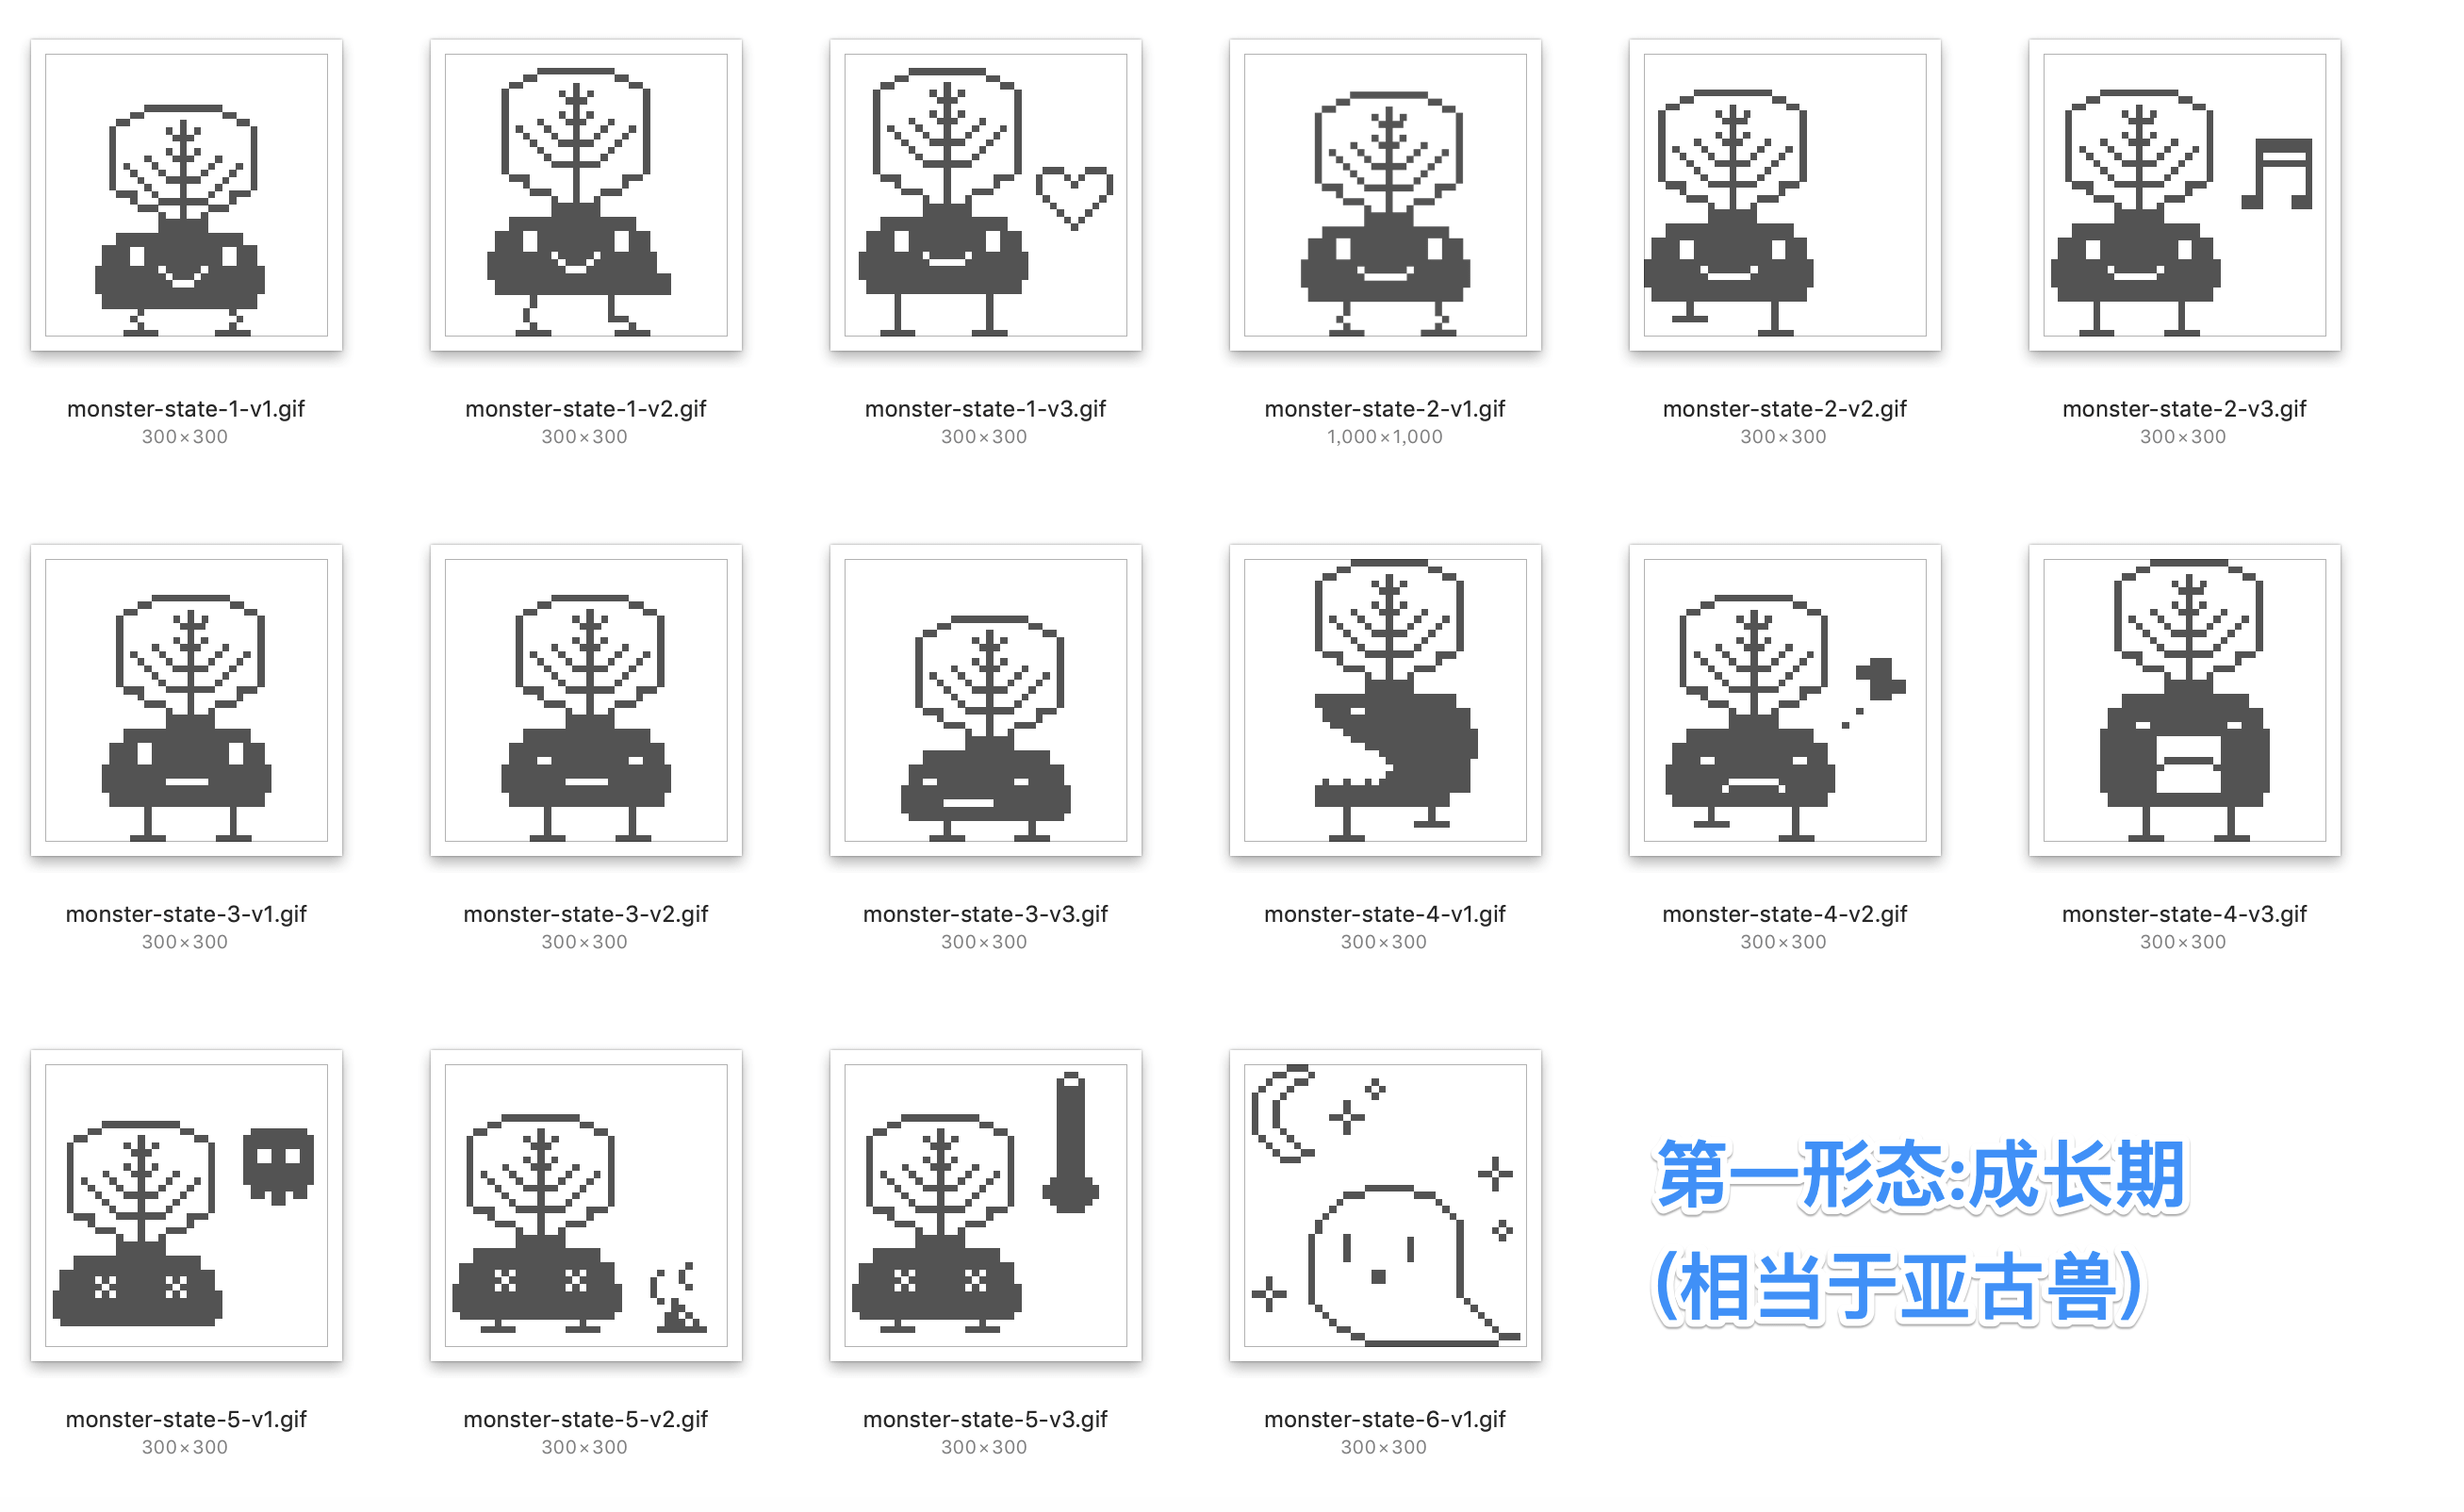 monster-state-1-v1.gif
300×300
monster-state-1-v2.gif
300×300
monster-state-1-v3.gif
300×300
monster-state-2-v1.gif
1,000×1,000
monster-state-2-v2.gif
300×300
monster-state-2-v3.gif
300×300
monster-state-3-v1.gif
300×300
monster-state-3-v2.gif
300×300
monster-state-3-v3.gif
300×300
monster-state-4-v1.gif
300×300
monster-state-4-v2.gif
300×300
monster-state-4-v3.gif
300×300
monster-state-5-v1.gif
300×300
monster-state-5-v2.gif
300×300
monster-state-5-v3.gif
300×300
monster-state-6-v1.gif
300×300
第一形态:成长期
(相当于亚古兽)